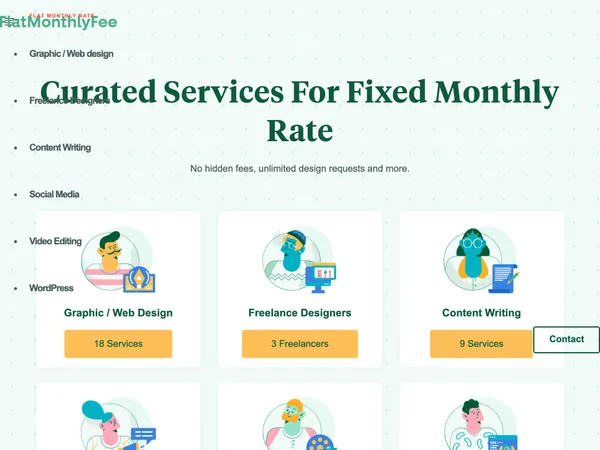 FLAT MONTHLY RATE
FlatMonthlyFee
Graphic / Web design
Curated Services For Fixed Monthly
Freelance Designers
Rate
Content Writing
No hidden fees, unlimited design requests and more.
Social Media
Video Editing
WordPress
Graphic / Web Design
Freelance Designers
Content Writing
18 Services
3 Freelancers
9 Services
Contact